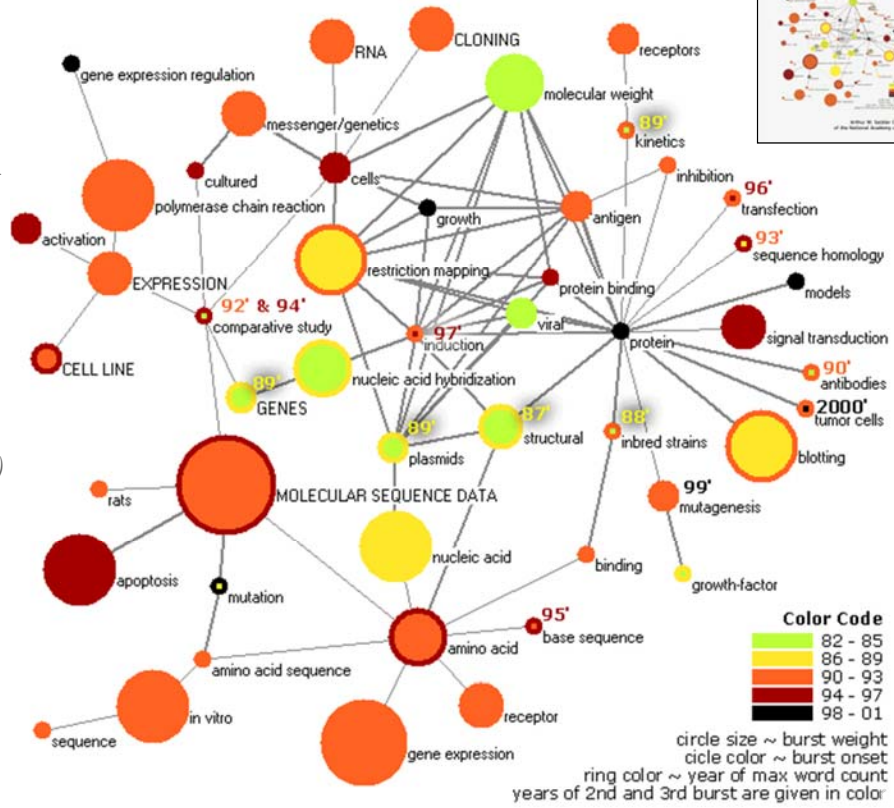 RNA
CLONING
receptors
gene expression regulation
molecular weight
messenger/genetics
89'
kinetics
cultured
cells
inhibition
polymerase chain reaction
growth
antigen
96'
transfection
activation
93'
sequence homology
restriction mapping
EXPRESSION
protein binding
models
92' & 94'
comparative study
viral
97'
induction
protein
signal transduction
CELL LINE
nucleic acid hybridization
90'
antibodies
89'
GENES
2000'
tumor cells
87'
structural
88'
inbred strains
89'
plasmids
blotting
rats
MOLECULAR SEQUENCE DATA
99'
mutagenesis
nucleic acid
apoptosis
binding
growth-factor
mutation
95'
base sequence
amino acid
amino acid sequence
in vitro
receptor
sequence
gene expression
Color Code
82 - 85
86 - 89
90 - 93
94 - 97
98 - 01
circle size ~ burst weight
cicle color ~ burst onset
ring color ~ year of max word count
years of 2nd and 3rd burst are given in color